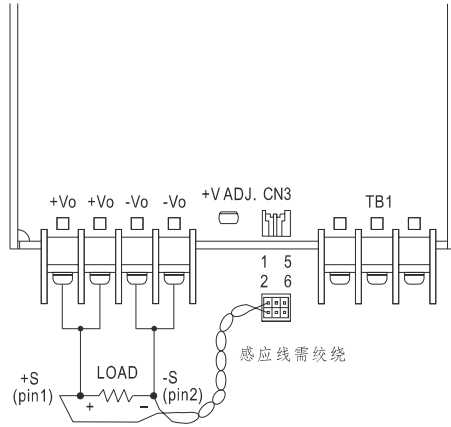 +Vo +Vo -Vo -Vo +V ADJ. CN3 TB1
1 5
2 6
感应线需绞绕
+S
(pin1)
LOAD
-S
(pin2)
+ −